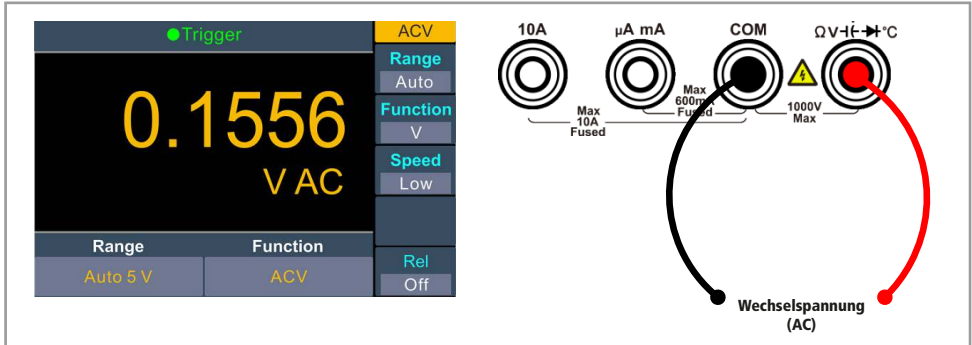 Trigger
ACV
Range
Auto
Function
V
Speed
Low
0.1556
V AC
Range
Function
Auto 5 V
ACV
Rel
Off
10A
µA mA
COM
ΩV °C
Max
600mA
Fused
Max
10A
Fused
1000V
Max
Wechselspannung
(AC)